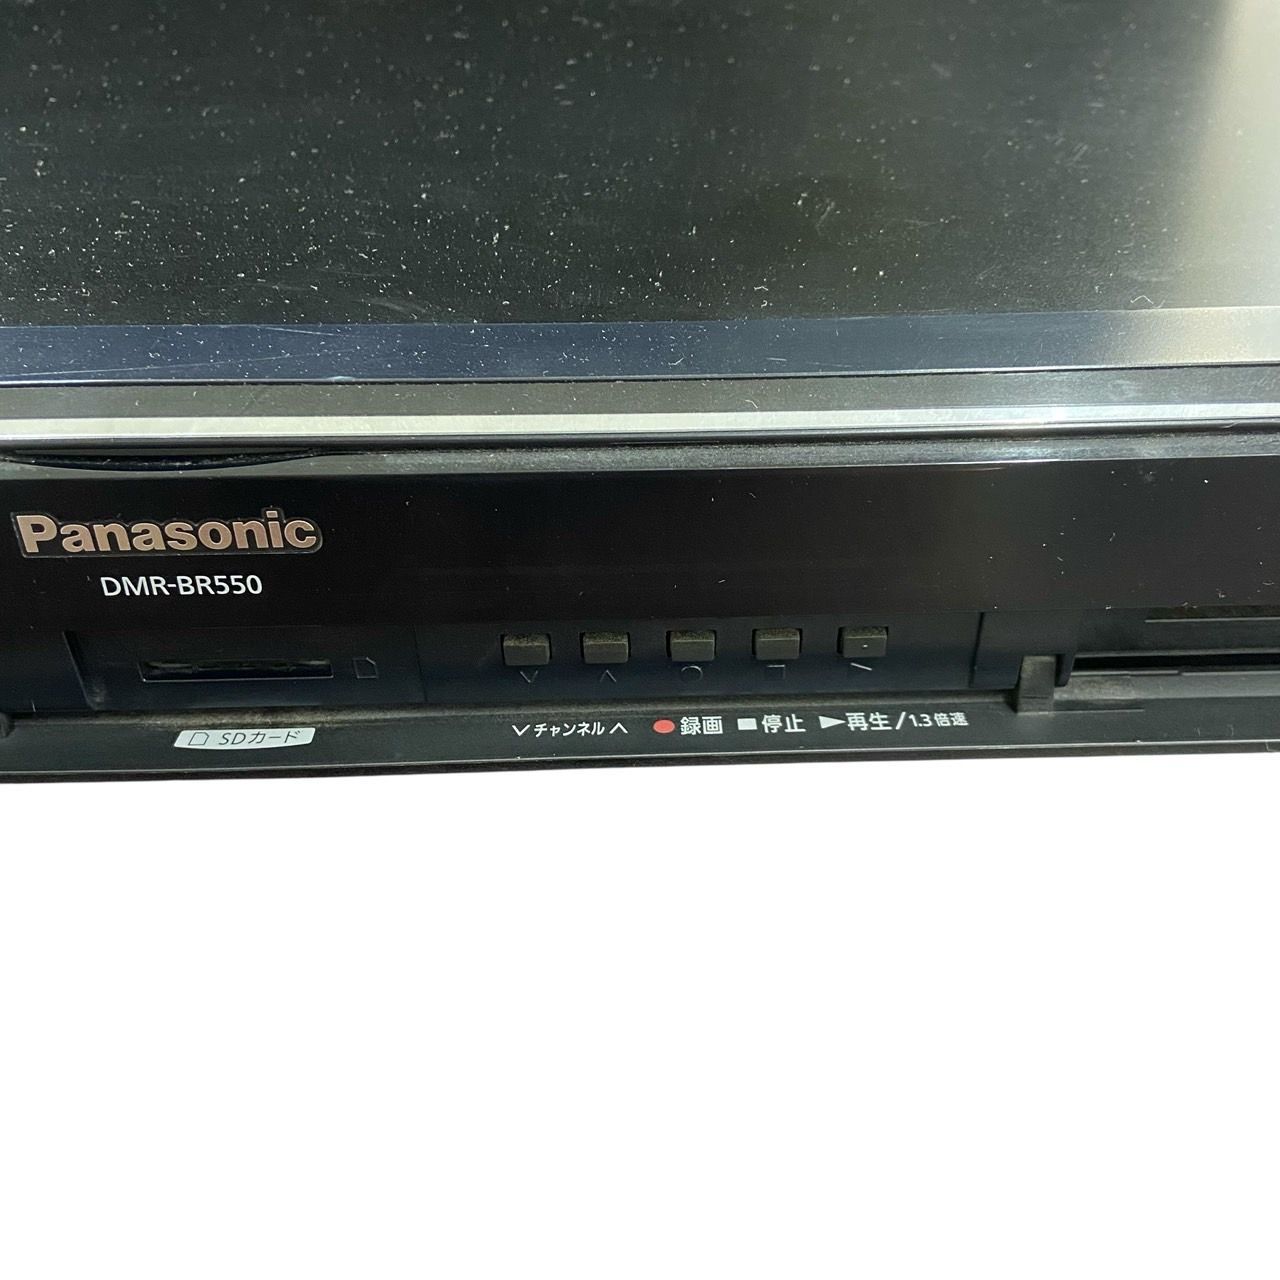 Panasonic
DMR-BR550
SDカード
∨チャンネル∧ ●録画 ■停止 ▶再生/1.3倍速